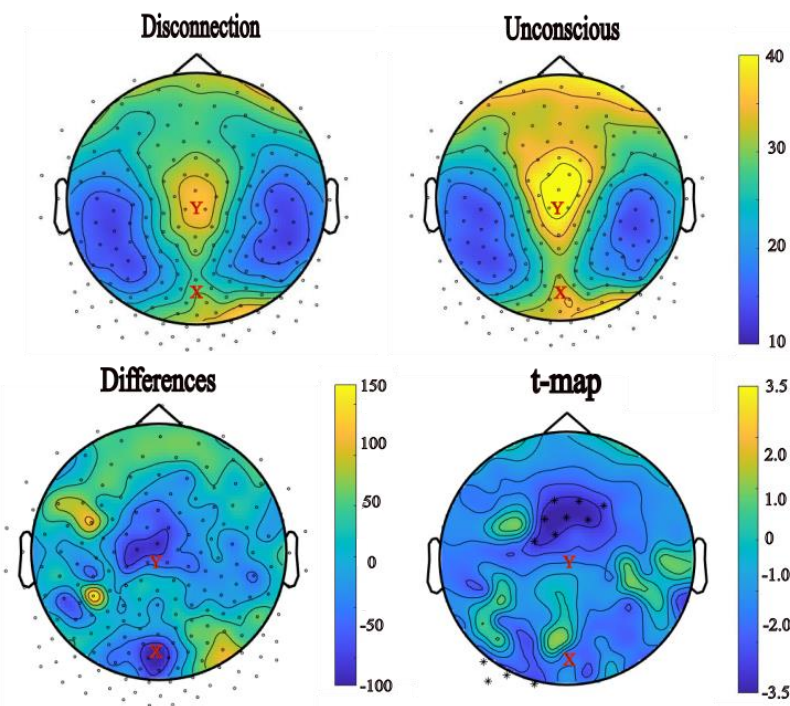 Disconnection
Unconscious
Y
X
Y
X
40
30
20
10
Differences
t-map
Y
X
150
100
50
0
-50
-100
Y
X
3.5
2.0
1.0
0
-1.0
-2.0
-3.5